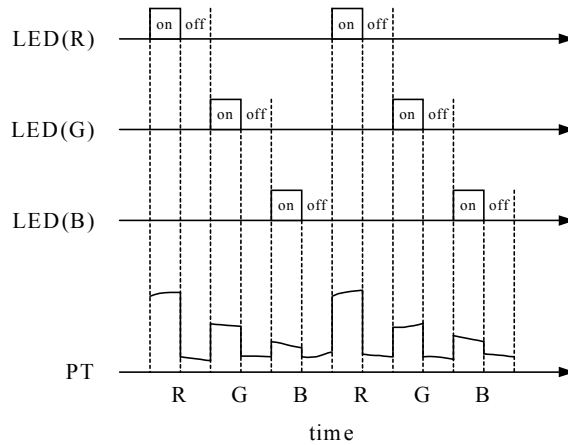 on off on off
LED(R)
on off on off
LED(G)
on off on off
LED(B)
PT
R G B R G B
time